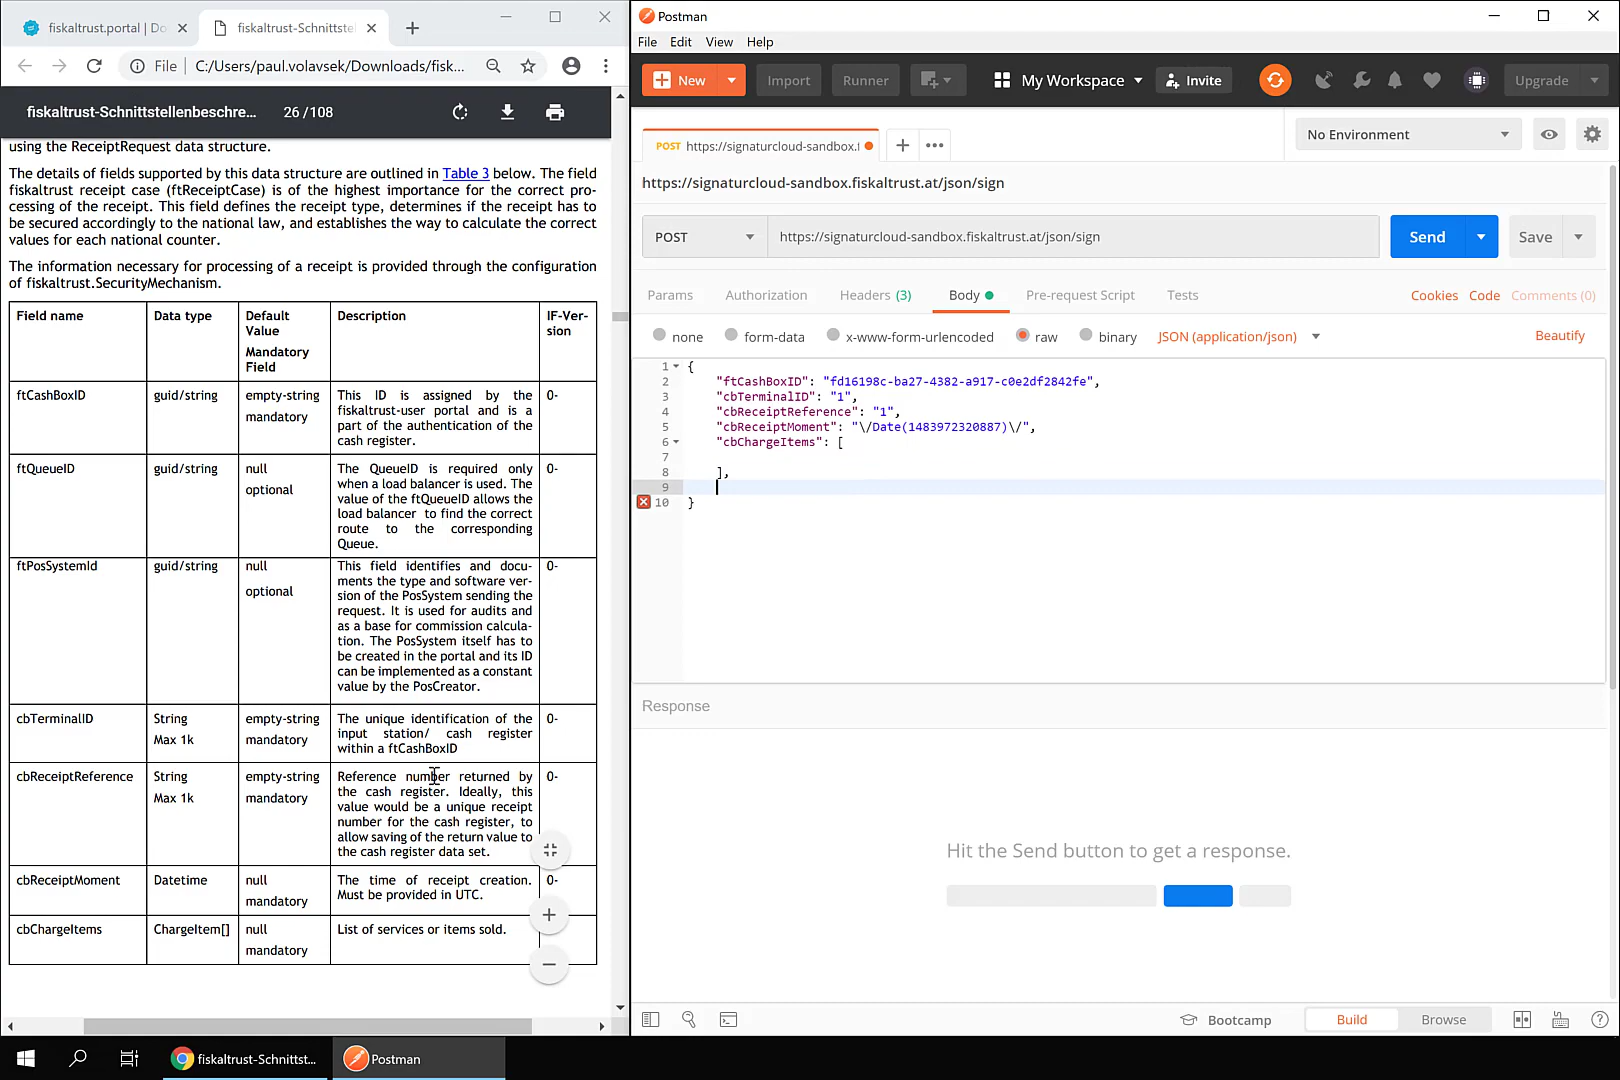 fiskaltrust.portal | Do
fiskaltrust-Schnittste
File
C:/Users/paul.volavsek/Downloads/fisk...
fiskaltrust-Schnittstellenbeschre...
26 / 108
using the ReceiptRequest data structure.
The details of fields supported by this data structure are outlined in Table 3 below. The field
fiskaltrust receipt case (ftReceiptCase) is of the highest importance for the correct pro-
cessing of the receipt. This field defines the receipt type, determines if the receipt has to
be secured accordingly to the national law, and establishes the way to calculate the correct
values for each national counter.
The information necessary for processing of a receipt is provided through the configuration
of fiskaltrust.SecurityMechanism.
Field name
Data type
Default
Value
Mandatory
Field
Description
IF-Ver-
sion
ftCashBoxID
guid/string
empty-string
mandatory
This ID is assigned by the
fiskaltrust-user portal and is a
part of the authentication of the
cash register.
0-
ftQueueID
guid/string
null
optional
The QueueID is required only
when a load balancer is used. The
value of the ftQueueID allows the
load balancer to find the correct
route to the corresponding
Queue.
0-
ftPosSystemId
guid/string
null
optional
This field identifies and docu-
ments the type and software ver-
sion of the PosSystem sending the
request. It is used for audits and
as a base for commission calcula-
tion. The PosSystem itself has to
be created in the portal and its ID
can be implemented as a constant
value by the PosCreator.
0-
cbTerminalID
String
Max 1k
empty-string
mandatory
The unique identification of the
input station/ cash register
within a ftCashBoxID
0-
cbReceiptReference
String
Max 1k
empty-string
mandatory
Reference number returned by
the cash register. Ideally, this
value would be a unique receipt
number for the cash register, to
allow saving of the return value to
the cash register data set.
0-
cbReceiptMoment
Datetime
null
mandatory
The time of receipt creation.
Must be provided in UTC.
0-
cbChargeItems
ChargeItem[]
null
mandatory
List of services or items sold.
Postman
File Edit View Help
New
Import
Runner
My Workspace
Invite
Upgrade
POST https://signaturcloud-sandbox.f
No Environment
https://signaturcloud-sandbox.fiskaltrust.at/json/sign
POST
https://signaturcloud-sandbox.fiskaltrust.at/json/sign
Send
Save
Params
Authorization
Headers (3)
Body
Pre-request Script
Tests
Cookies
Code
Comments (0)
none
form-data
x-www-form-urlencoded
raw
binary
JSON (application/json)
Beautify
1 {
2 "ftCashBoxID": "fd16198c-ba27-4382-a917-c0e2df2842fe",
3 "cbTerminalID": "1",
4 "cbReceiptReference": "1",
5 "cbReceiptMoment": "\/Date(1483972320887)\/",
6 "cbChargeItems": [
7
8 ],
9
10 }
Response
Hit the Send button to get a response.
Bootcamp
Build
Browse
fiskaltrust-Schnittst...
Postman